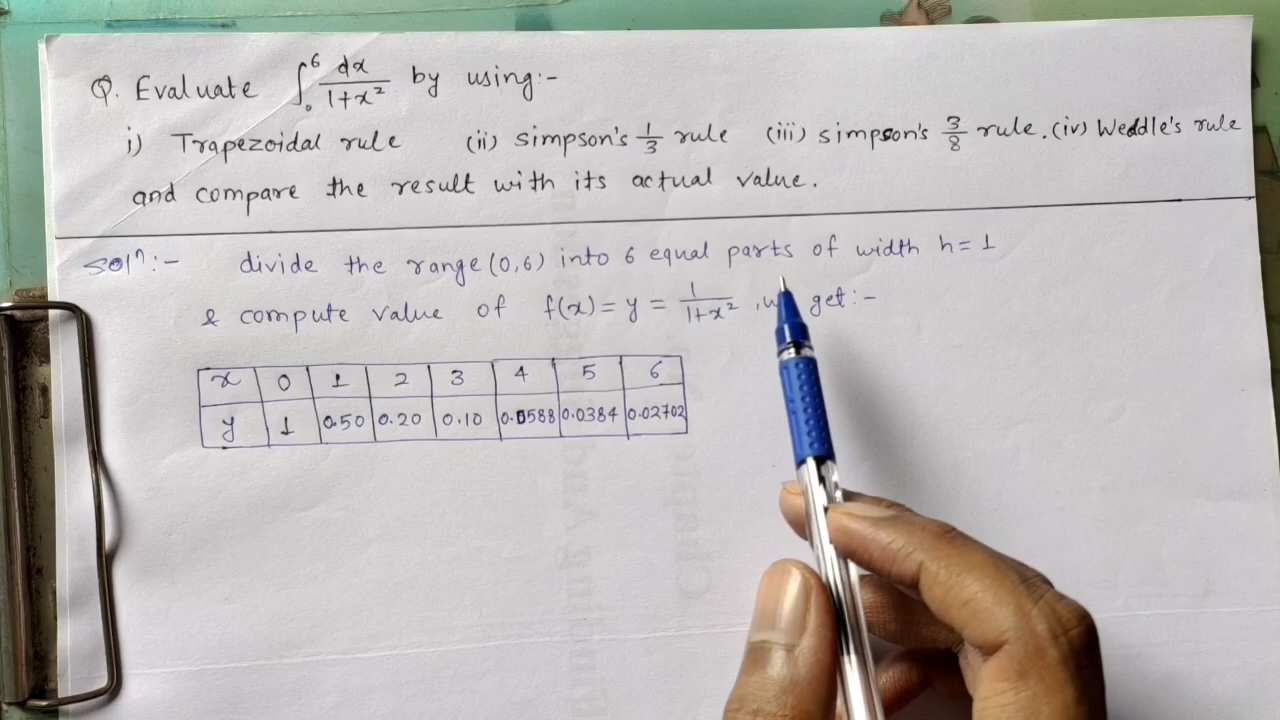 Q. Evaluate ∫₀⁶ dx/(1+x²) by using:-
i) Trapezoidal rule (ii) simpson's 1/3 rule (iii) simpson's 3/8 rule. (iv) Weddle's rule
and compare the result with its actual value.
Solⁿ:- divide the range (0,6) into 6 equal parts of width h=1
& compute value of f(x)= y = 1/(1+x²), get:-
x 0 1 2 3 4 5 6
y 1 0.50 0.20 0.10 0.0588 0.0384 0.02702